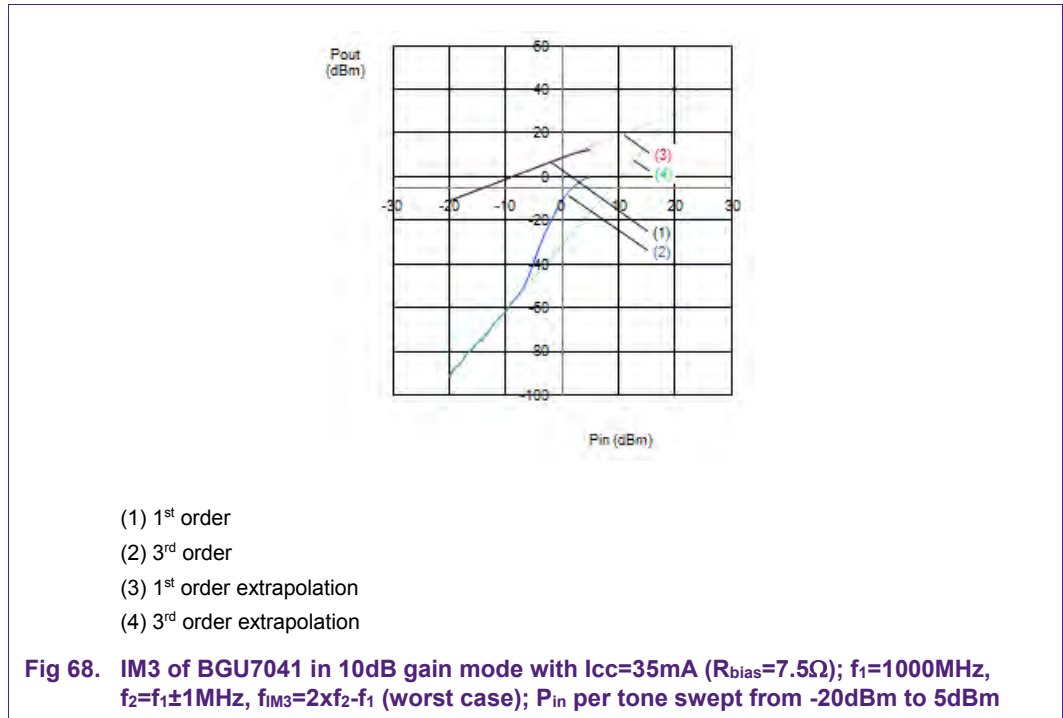 Pout
(dBm)
60
40
20
0
-30 -20 -10 0 10 20 30
-20
-40
-60
-80
-100
(3)
(4)
(1)
(2)
Pin (dBm)
(1) 1st order
(2) 3rd order
(3) 1st order extrapolation
(4) 3rd order extrapolation
Fig 68. IM3 of BGU7041 in 10dB gain mode with Icc=35mA (Rbias=7.5Ω); f1=1000MHz,
f2=f1±1MHz, fIM3=2xf2-f1 (worst case); Pin per tone swept from -20dBm to 5dBm